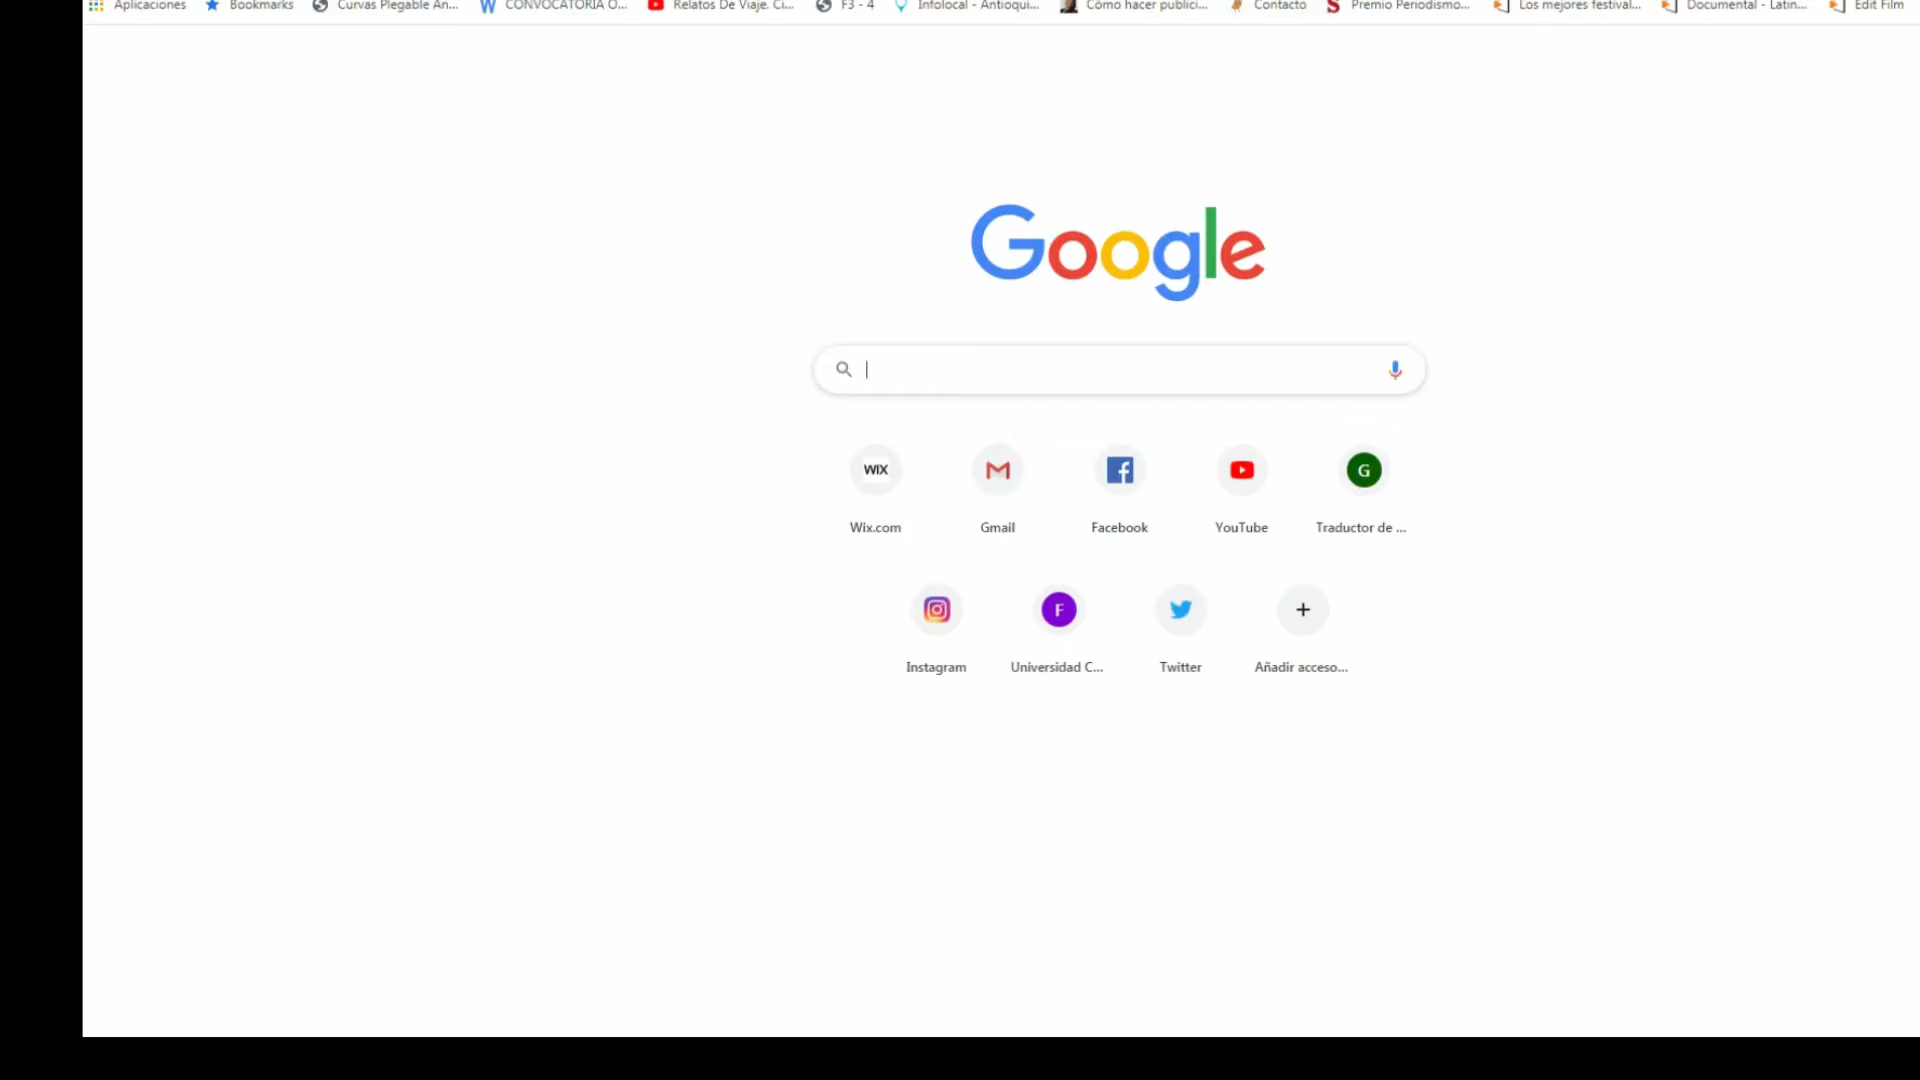 Aplicaciones Bookmarks Curvas Plegable An... CONVOCATORIA O... Relatos De Viaje. Ci... F3 - 4 Infolocal - Antioqui... Cómo hacer publici... Contacto Premio Periodismo... Los mejores festival... Documental - Latin... Edit Film
Google
WIX G
Wix.com Gmail Facebook YouTube Traductor de ...
F
Instagram Universidad C... Twitter Añadir acceso...